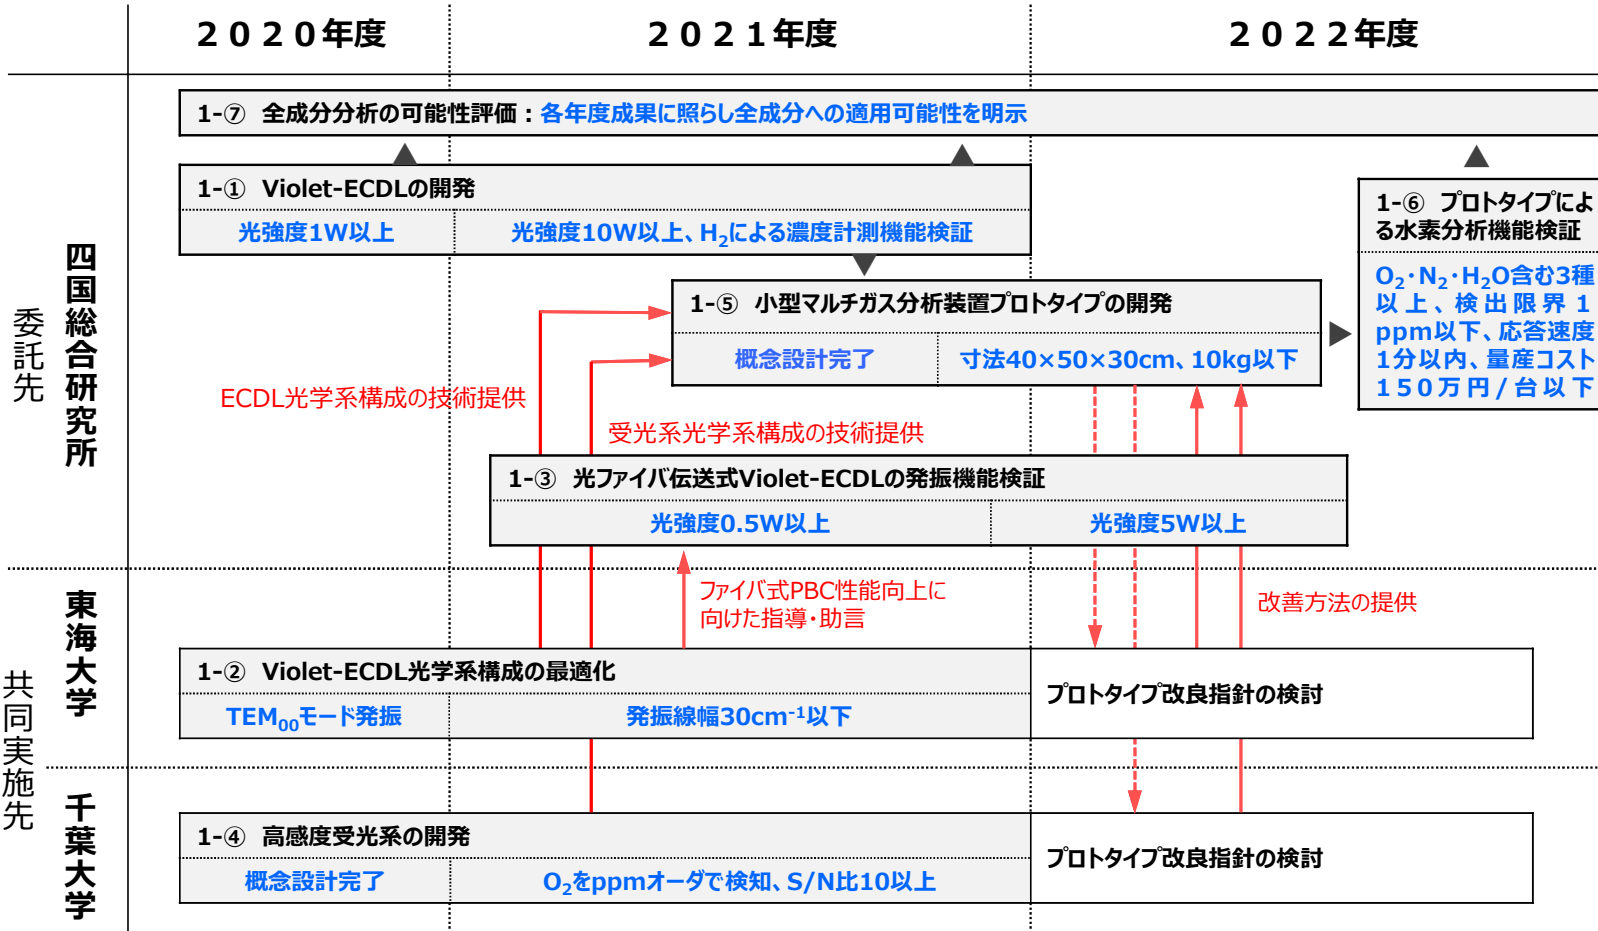 ２０２０年度
２０２１年度
２０２２年度
委託先
四国総合研究所
1-⑦ 全成分分析の可能性評価：各年度成果に照らし全成分への適用可能性を明示
1-① Violet-ECDLの開発
光強度1W以上
光強度10W以上、H₂による濃度計測機能検証
1-⑥ プロトタイプによ
る水素分析機能検証
O₂・N₂・H₂O含む3種
以上、検出限界1
ppm以下、応答速度
1分以内、量産コスト
150万円/台以下
1-⑤ 小型マルチガス分析装置プロトタイプの開発
概念設計完了
寸法40×50×30cm、10kg以下
ECDL光学系構成の技術提供
受光系光学系構成の技術提供
1-③ 光ファイバ伝送式Violet-ECDLの発振機能検証
光強度0.5W以上
光強度5W以上
共同実施先
東海大学
ファイバ式PBC性能向上に
向けた指導・助言
改善方法の提供
1-② Violet-ECDL光学系構成の最適化
TEM₀₀モード発振
発振線幅30cm⁻¹以下
プロトタイプ改良指針の検討
千葉大学
1-④ 高感度受光系の開発
概念設計完了
O₂をppmオーダで検知、S/N比10以上
プロトタイプ改良指針の検討